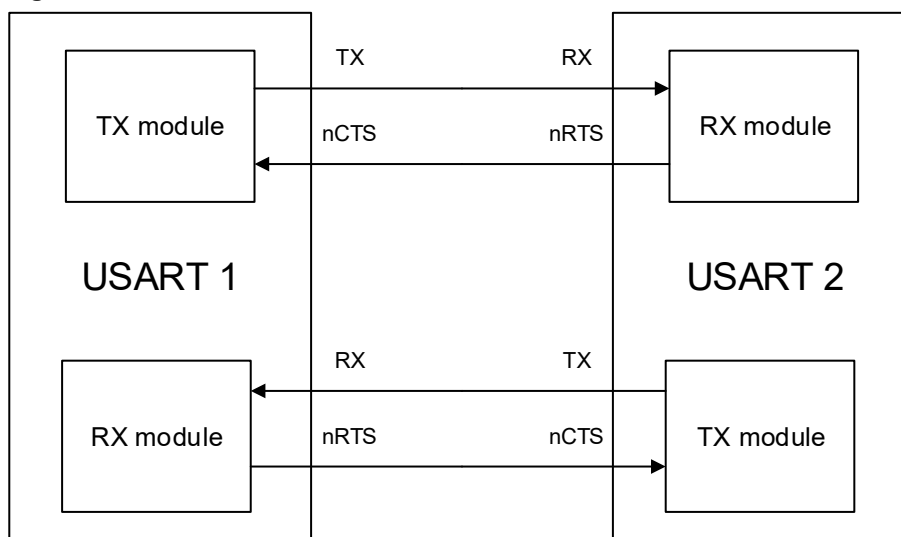 TX RX
TX module RX module
nCTS nRTS
USART 1 USART 2
RX TX
RX module TX module
nRTS nCTS